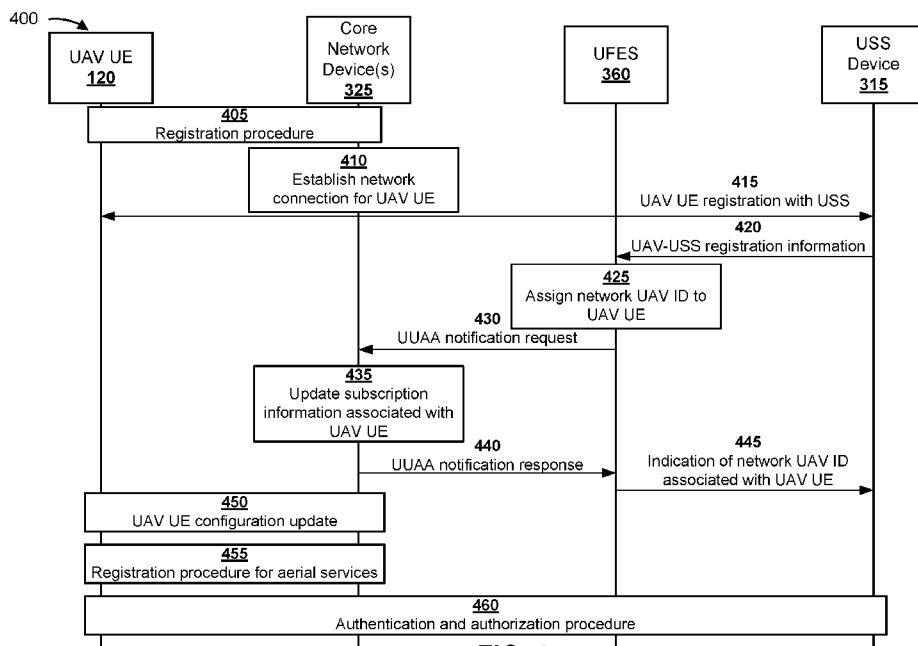 400
UAV UE
120
Core
Network
Device(s)
325
UFES
360
USS
Device
315
405
Registration procedure
410
Establish network
connection for UAV UE
415
UAV UE registration with USS
420
UAV-USS registration information
425
Assign network UAV ID to
UAV UE
430
UUAA notification request
435
Update subscription
information associated with
UAV UE
440
UUAA notification response
445
Indication of network UAV ID
associated with UAV UE
450
UAV UE configuration update
455
Registration procedure for aerial services
460
Authentication and authorization procedure